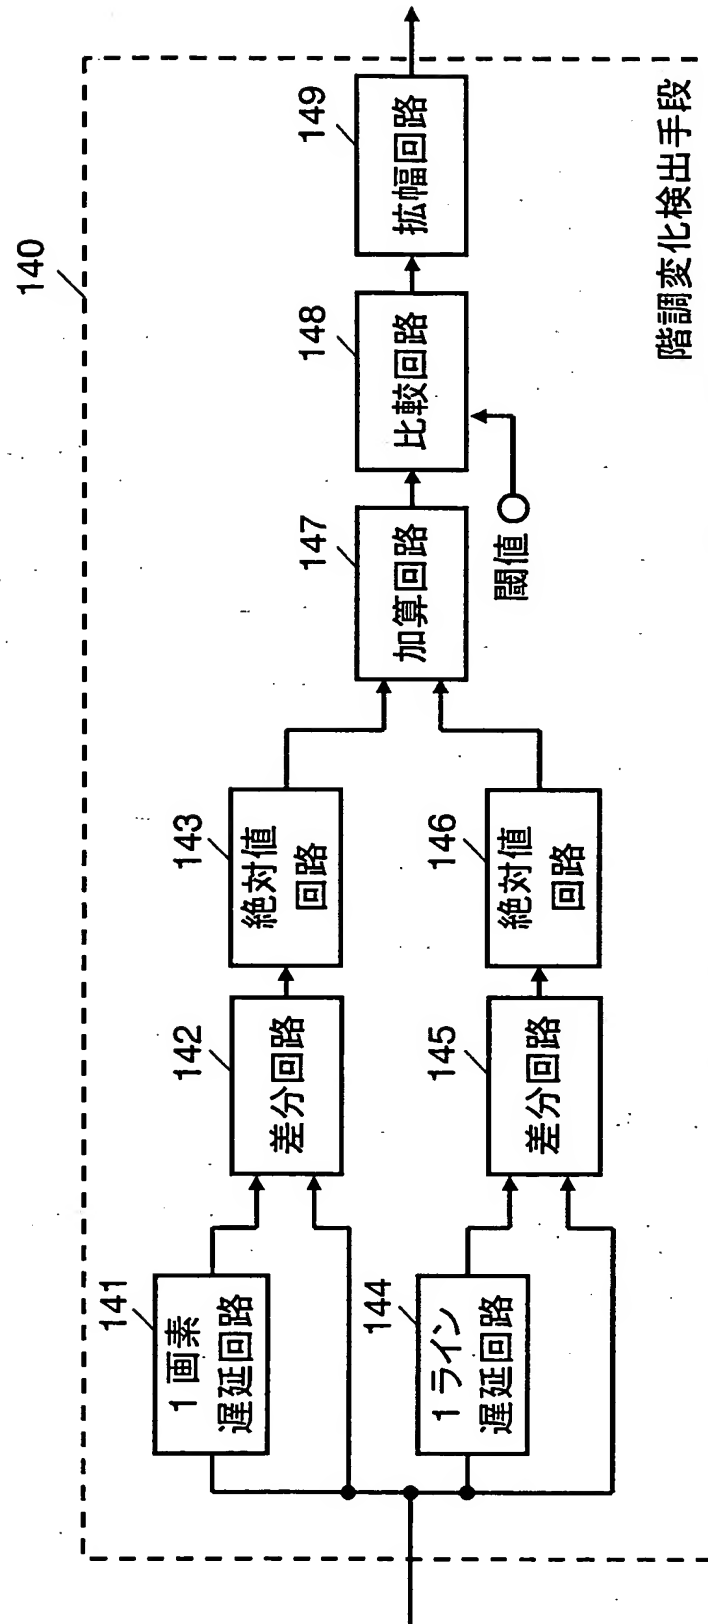 140
141
1画素
遅延回路
142
差分回路
143
絶対値
回路
144
1ライン
遅延回路
145
差分回路
146
絶対値
回路
147
加算回路
148
比較回路
閾値
149
拡幅回路
階調変化検出手段